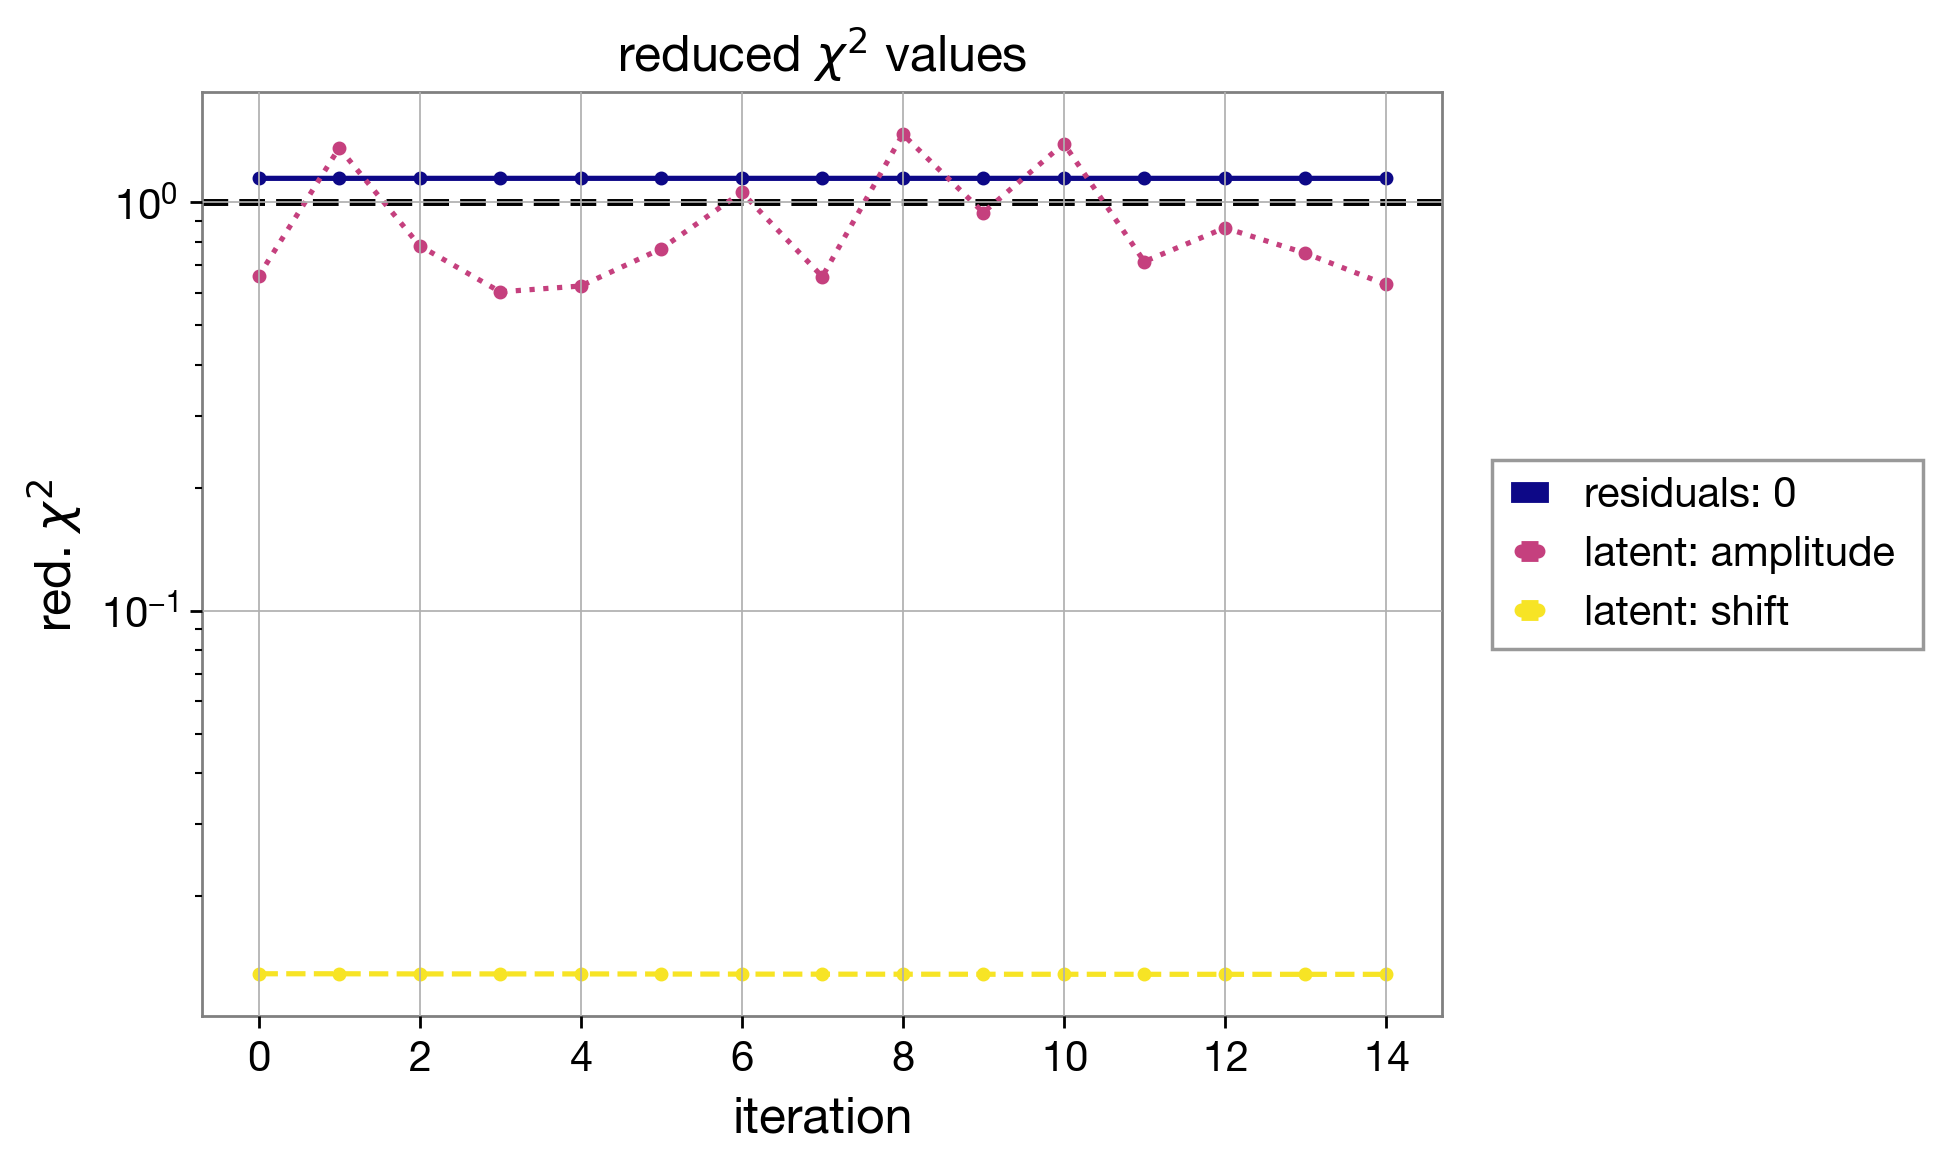 reduced χ² values
red. χ²
10⁰
10⁻¹
0 2 4 6 8 10 12 14
iteration
residuals: 0
latent: amplitude
latent: shift